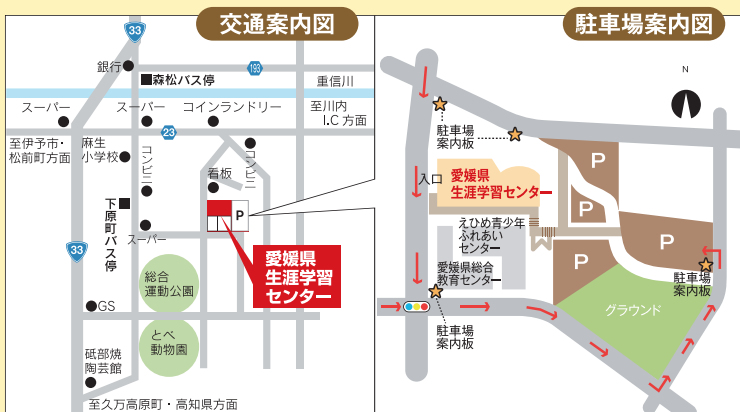 交通案内図
33
銀行
193
森松バス停
重信川
スーパー
スーパー
コインランドリー
至川内
I.C 方面
23
至伊予市・
松前町方面
麻生
小学校
コンビニ
コンビニ
看板
下原町バス停
P
スーパー
33
愛媛県
生涯学習
センター
総合
運動公園
GS
とべ
動物園
砥部焼
陶芸館
至久万高原町・高知県方面
駐車場案内図
N
駐車場
案内板
入口
愛媛県
生涯学習センター
P
P
P
P
えひめ青少年
ふれあい
センター
愛媛県総合
教育センター
駐車場
案内板
グラウンド
駐車場
案内板